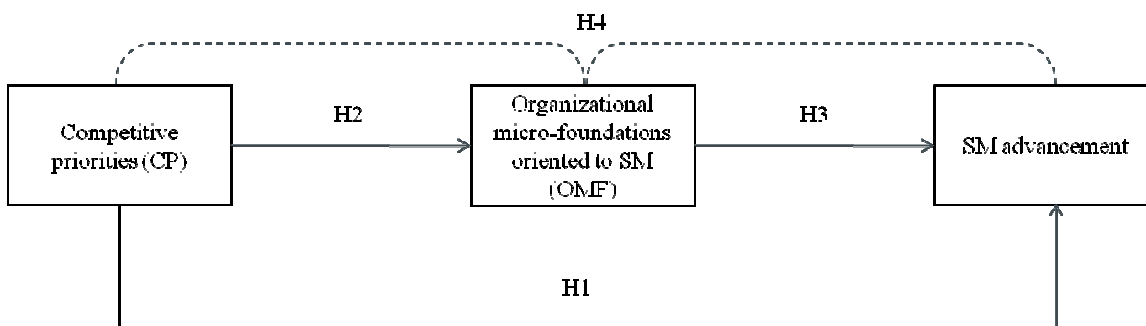 H4
Competitive
priorities (CP)
H2
Organizational
micro-foundations
oriented to SM
(OMF)
H3
SM advancement
H1